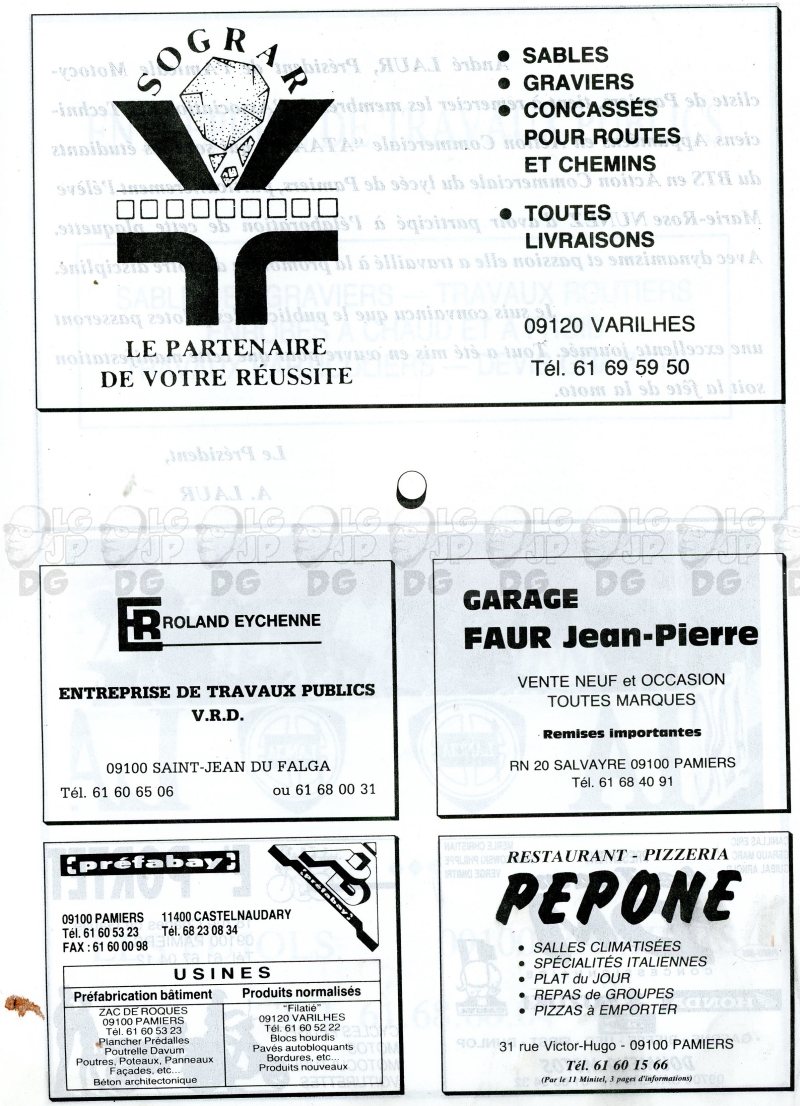 SOGRAR
• SABLES
• GRAVIERS
• CONCASSÉS
POUR ROUTES
ET CHEMINS
• TOUTES
LIVRAISONS
LE PARTENAIRE
DE VOTRE RÉUSSITE
09120 VARILHES
Tél. 61 69 59 50
LG JP DG
ER ROLAND EYCHENNE
ENTREPRISE DE TRAVAUX PUBLICS
V.R.D.
09100 SAINT-JEAN DU FALGA
Tél. 61 60 65 06 ou 61 68 00 31
GARAGE
FAUR Jean-Pierre
VENTE NEUF et OCCASION
TOUTES MARQUES
Remises importantes
RN 20 SALVAYRE 09100 PAMIERS
Tél. 61 68 40 91
préfabay
préfabay
09100 PAMIERS 11400 CASTELNAUDARY
Tél. 61 60 53 23 Tél. 68 23 08 34
FAX : 61 60 00 98
USINES
Préfabrication bâtiment
ZAC DE ROQUES
09100 PAMIERS
Tél. 61 60 53 23
Plancher Prédalles
Poutrelle Davum
Poutres, Poteaux, Panneaux
Façades, etc...
Béton architectonique
Produits normalisés
"Filatié"
09120 VARILHES
Tél. 61 60 52 22
Blocs hourdis
Pavés autobloquants
Bordures, etc...
Produits nouveaux
RESTAURANT - PIZZERIA
PEPONE
• SALLES CLIMATISÉES
• SPÉCIALITÉS ITALIENNES
• PLAT du JOUR
• REPAS de GROUPES
• PIZZAS à EMPORTER
31 rue Victor-Hugo - 09100 PAMIERS
Tél. 61 60 15 66
(Par le 11 Minitel, 3 pages d'informations)